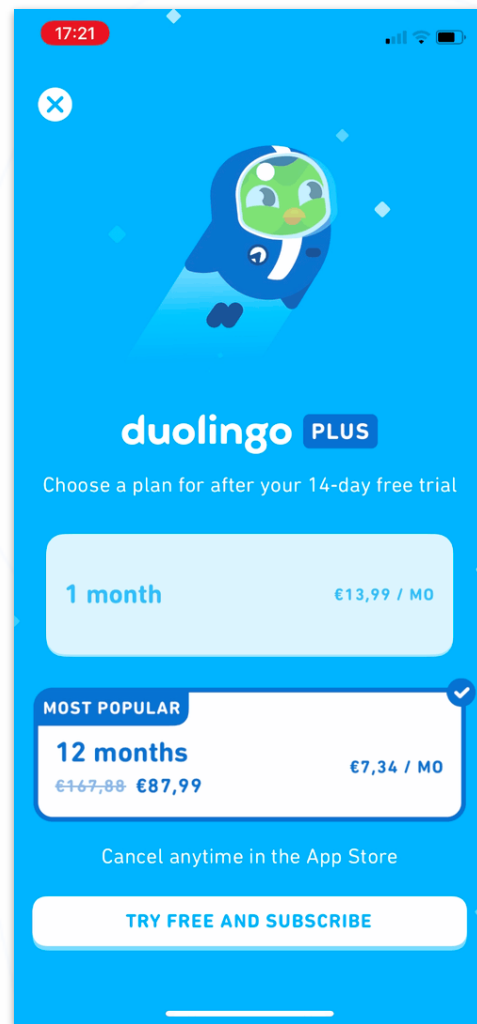 17:21
duolingo PLUS
Choose a plan for after your 14-day free trial
1 month €13,99 / MO
MOST POPULAR
12 months
€167,88 €87,99 €7,34 / MO
Cancel anytime in the App Store
TRY FREE AND SUBSCRIBE